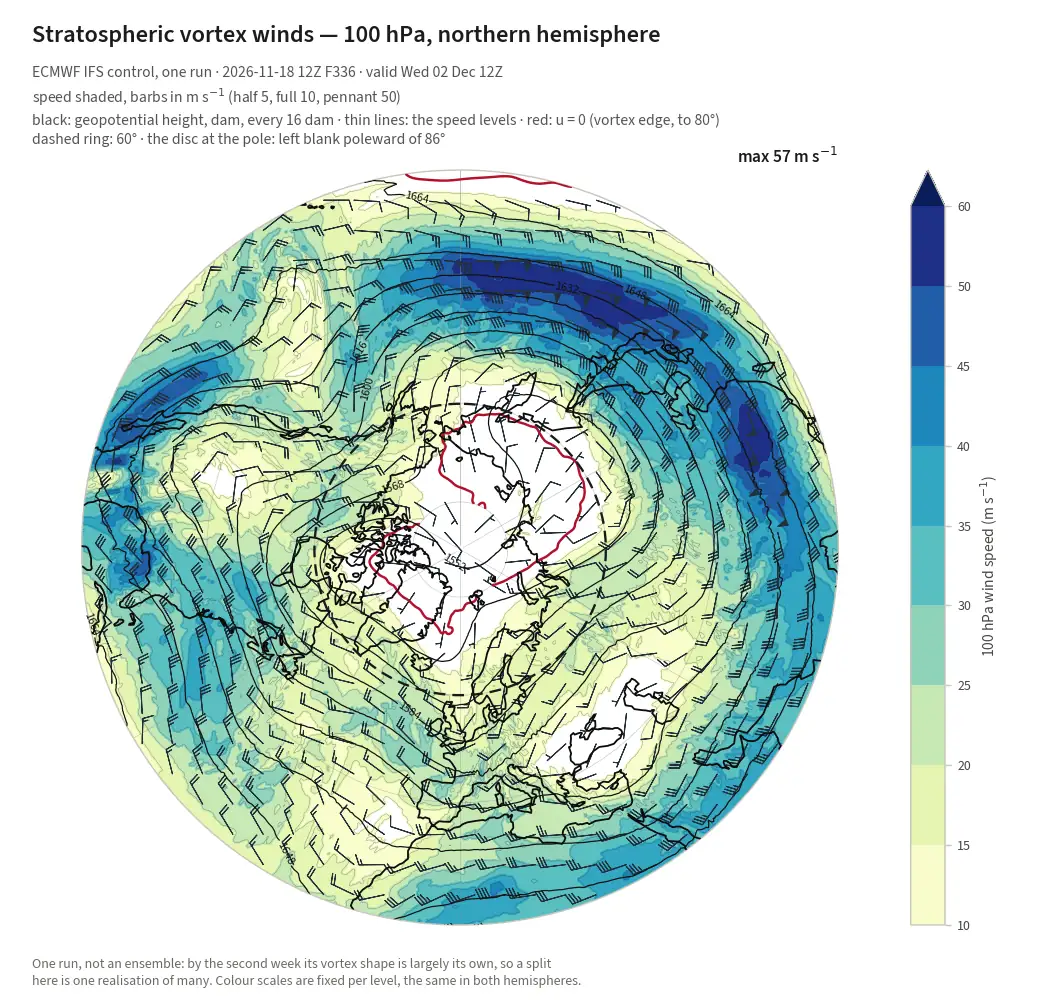 Stratospheric vortex winds — 100 hPa, northern hemisphere
ECMWF IFS control, one run · 2026-11-18 12Z F336 · valid Wed 02 Dec 12Z
speed shaded, barbs in m s⁻¹ (half 5, full 10, pennant 50)
black: geopotential height, dam, every 16 dam · thin lines: the speed levels · red: u = 0 (vortex edge, to 80°)
dashed ring: 60° · the disc at the pole: left blank poleward of 86°
max 57 m s⁻¹
1664
1632
1648
1664
1616
1600
1568
1552
1584
1648
60
50
45
40
35
30
25
20
15
10
100 hPa wind speed (m s⁻¹)
One run, not an ensemble: by the second week its vortex shape is largely its own, so a split
here is one realisation of many. Colour scales are fixed per level, the same in both hemispheres.